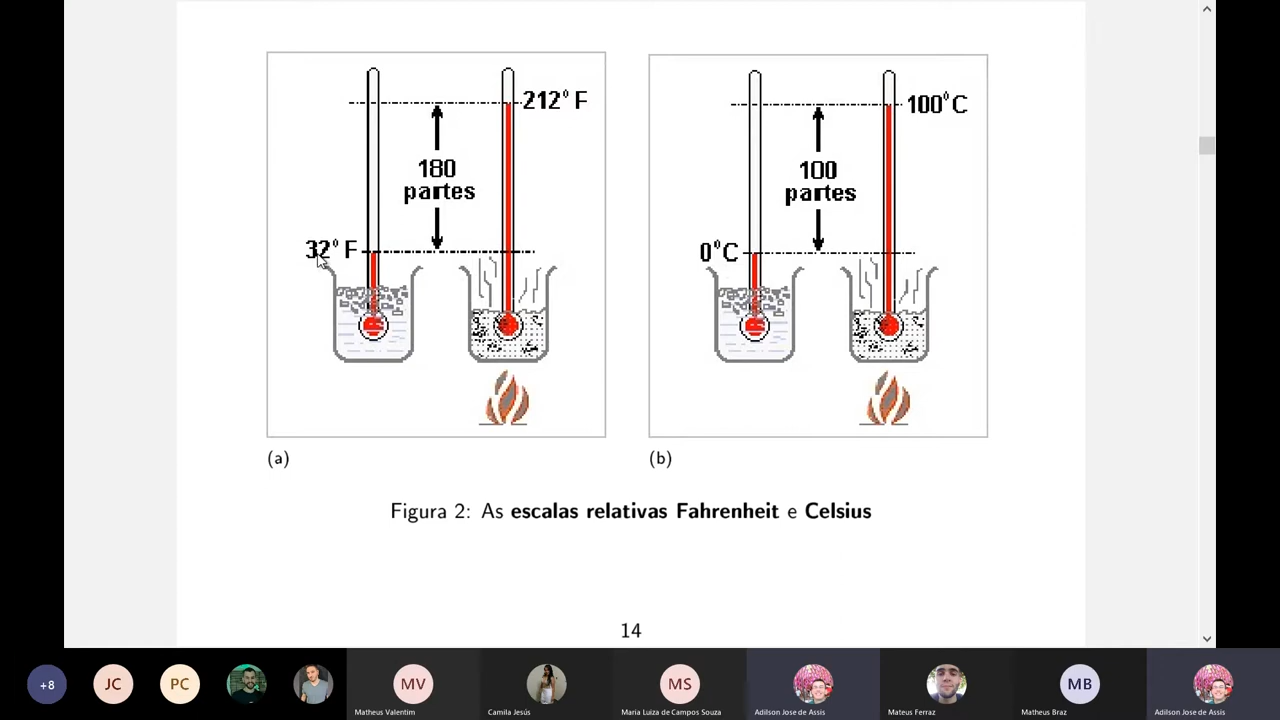 212° F
180
partes
32° F
100°C
100
partes
0°C
(a)
(b)
Figura 2: As escalas relativas Fahrenheit e Celsius
14
+8
JC
PC
MV
Matheus Valentim
Camila Jesús
MS
Maria Luiza de Campos Souza
Adilson Jose de Assis
Mateus Ferraz
MB
Matheus Braz
Adilson Jose de Assis